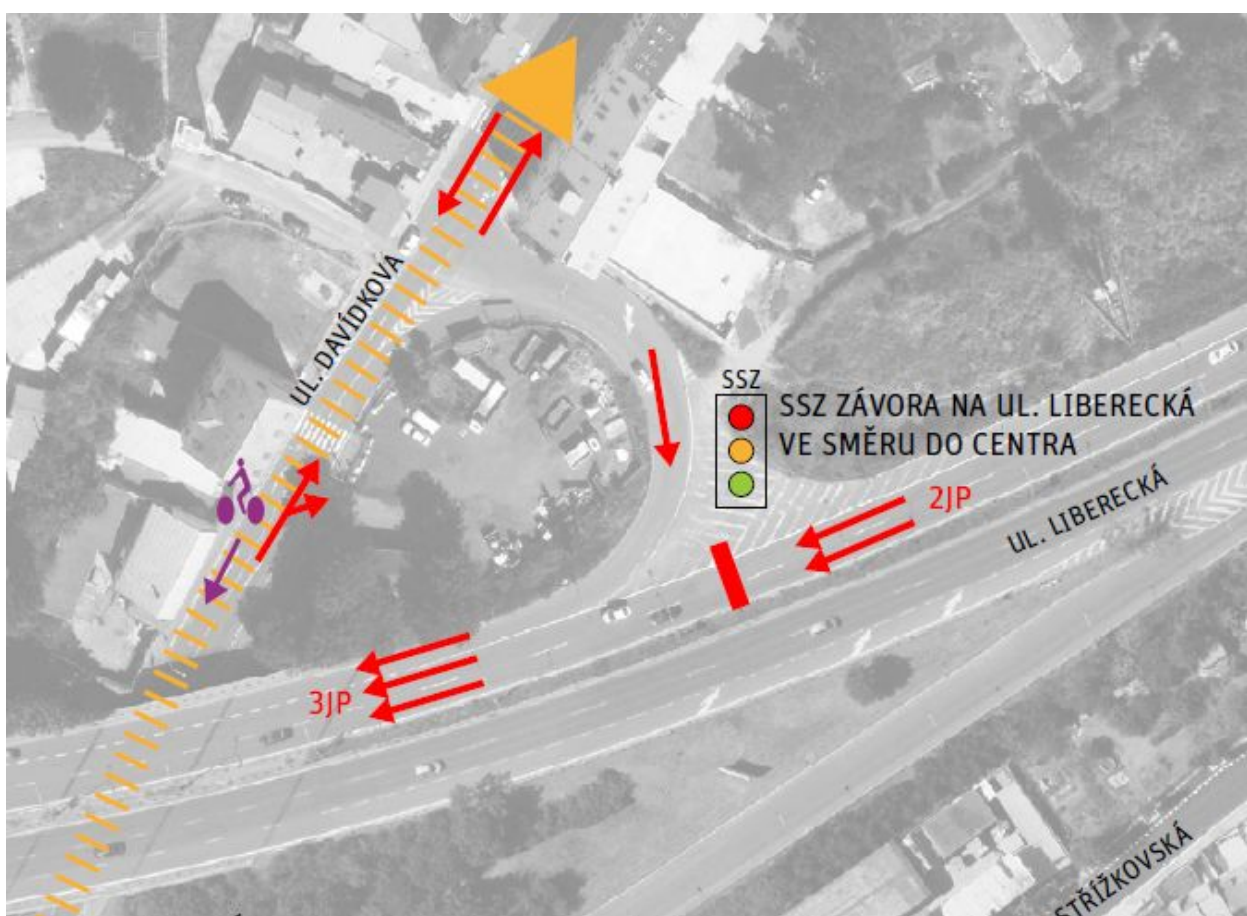 UL. DAVÍDKOVA
SSZ
SSZ ZÁVORA NA UL. LIBERECKÁ
VE SMĚRU DO CENTRA
2JP
UL. LIBERECKÁ
3JP
STŘÍŽKOVSKÁ